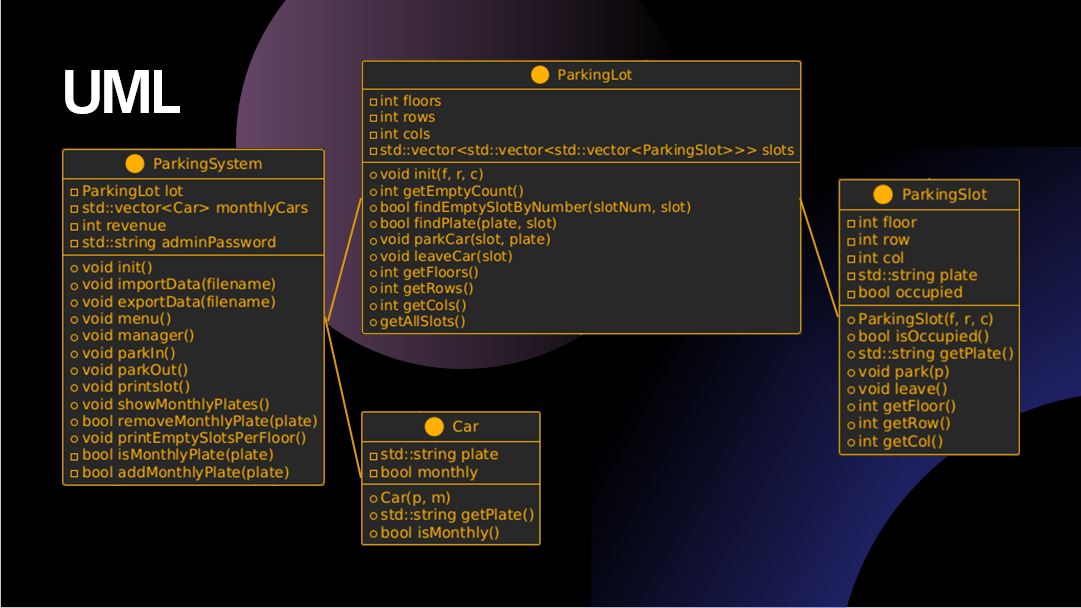 UML
ParkingSystem
ParkingLot lot
std::vector<Car> monthlyCars
int revenue
std::string adminPassword
void init()
void importData(filename)
void exportData(filename)
void menu()
void manager()
void parkIn()
void parkOut()
void printslot()
void showMonthlyPlates()
bool removeMonthlyPlate(plate)
void printEmptySlotsPerFloor()
bool isMonthlyPlate(plate)
bool addMonthlyPlate(plate)
ParkingLot
int floors
int rows
int cols
std::vector<std::vector<std::vector<ParkingSlot>>> slots
void init(f, r, c)
int getEmptyCount()
bool findEmptySlotByNumber(slotNum, slot)
bool findPlate(plate, slot)
void parkCar(slot, plate)
void leaveCar(slot)
int getFloors()
int getRows()
int getCols()
getAllSlots()
Car
std::string plate
bool monthly
Car(p, m)
std::string getPlate()
bool isMonthly()
ParkingSlot
int floor
int row
int col
std::string plate
bool occupied
ParkingSlot(f, r, c)
bool isOccupied()
std::string getPlate()
void park(p)
void leave()
int getFloor()
int getRow()
int getCol()